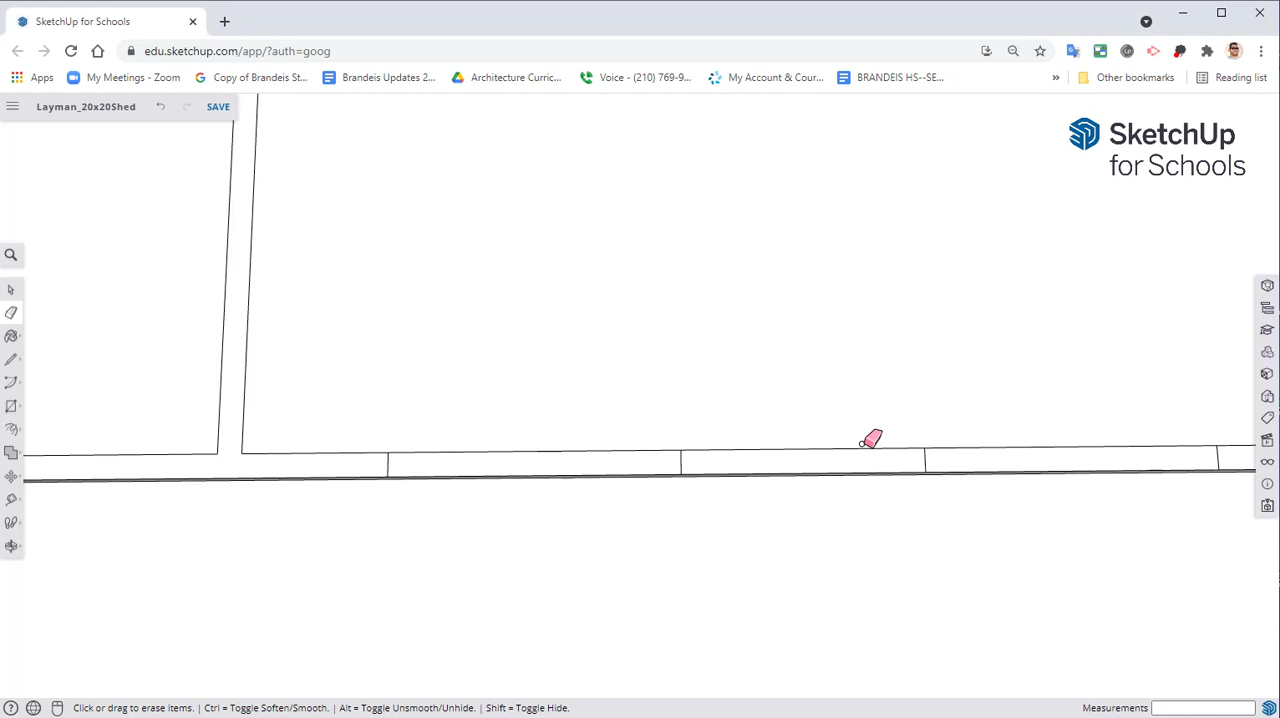 SketchUp for Schools
edu.sketchup.com/app/?auth=goog
Apps
My Meetings - Zoom
Copy of Brandeis St...
Brandeis Updates 2...
Architecture Curric...
Voice - (210) 769-9...
My Account & Cour...
BRANDEIS HS--SE...
»
Other bookmarks
Reading list
Layman_20x20Shed
SAVE
SketchUp
for Schools
Click or drag to erase items. | Ctrl = Toggle Soften/Smooth. | Alt = Toggle Unsmooth/Unhide. | Shift = Toggle Hide.
Measurements